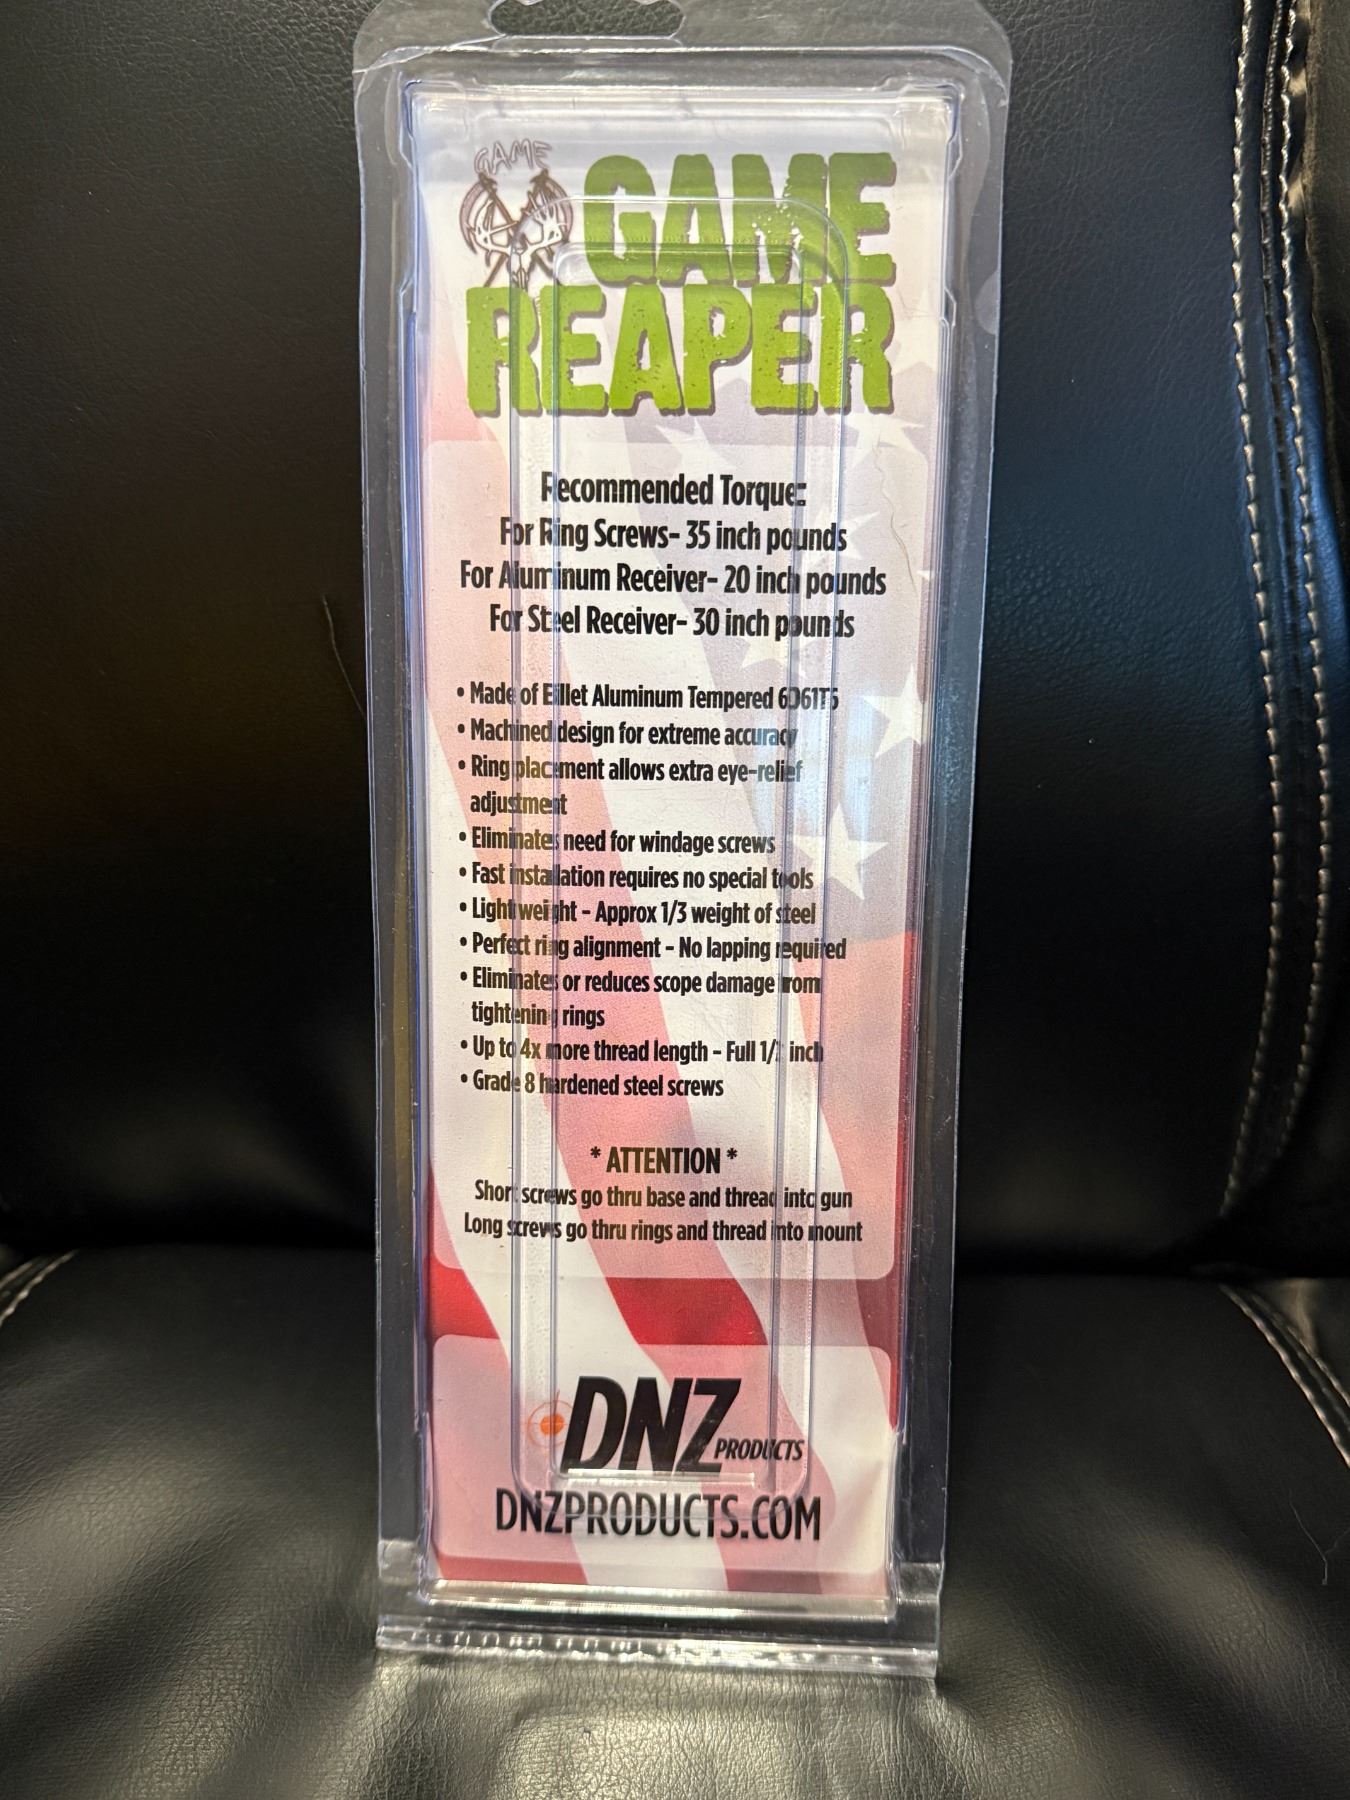 GAME
GAME
REAPER
Recommended Torque:
For Ring Screws- 35 inch pounds
For Aluminum Receiver- 20 inch pounds
For Steel Receiver- 30 inch pounds
• Made of Billet Aluminum Tempered 6061T6
• Machined design for extreme accuracy
• Ring placement allows extra eye-relief
adjustment
• Eliminates need for windage screws
• Fast installation requires no special tools
• Light weight - Approx 1/3 weight of steel
• Perfect ring alignment - No lapping required
• Eliminates or reduces scope damage from
tightening rings
• Up to 4x more thread length - Full 1/2 inch
• Grade 8 hardened steel screws
* ATTENTION *
Short screws go thru base and thread into gun
Long screws go thru rings and thread into mount
DNZ PRODUCTS
DNZPRODUCTS.COM